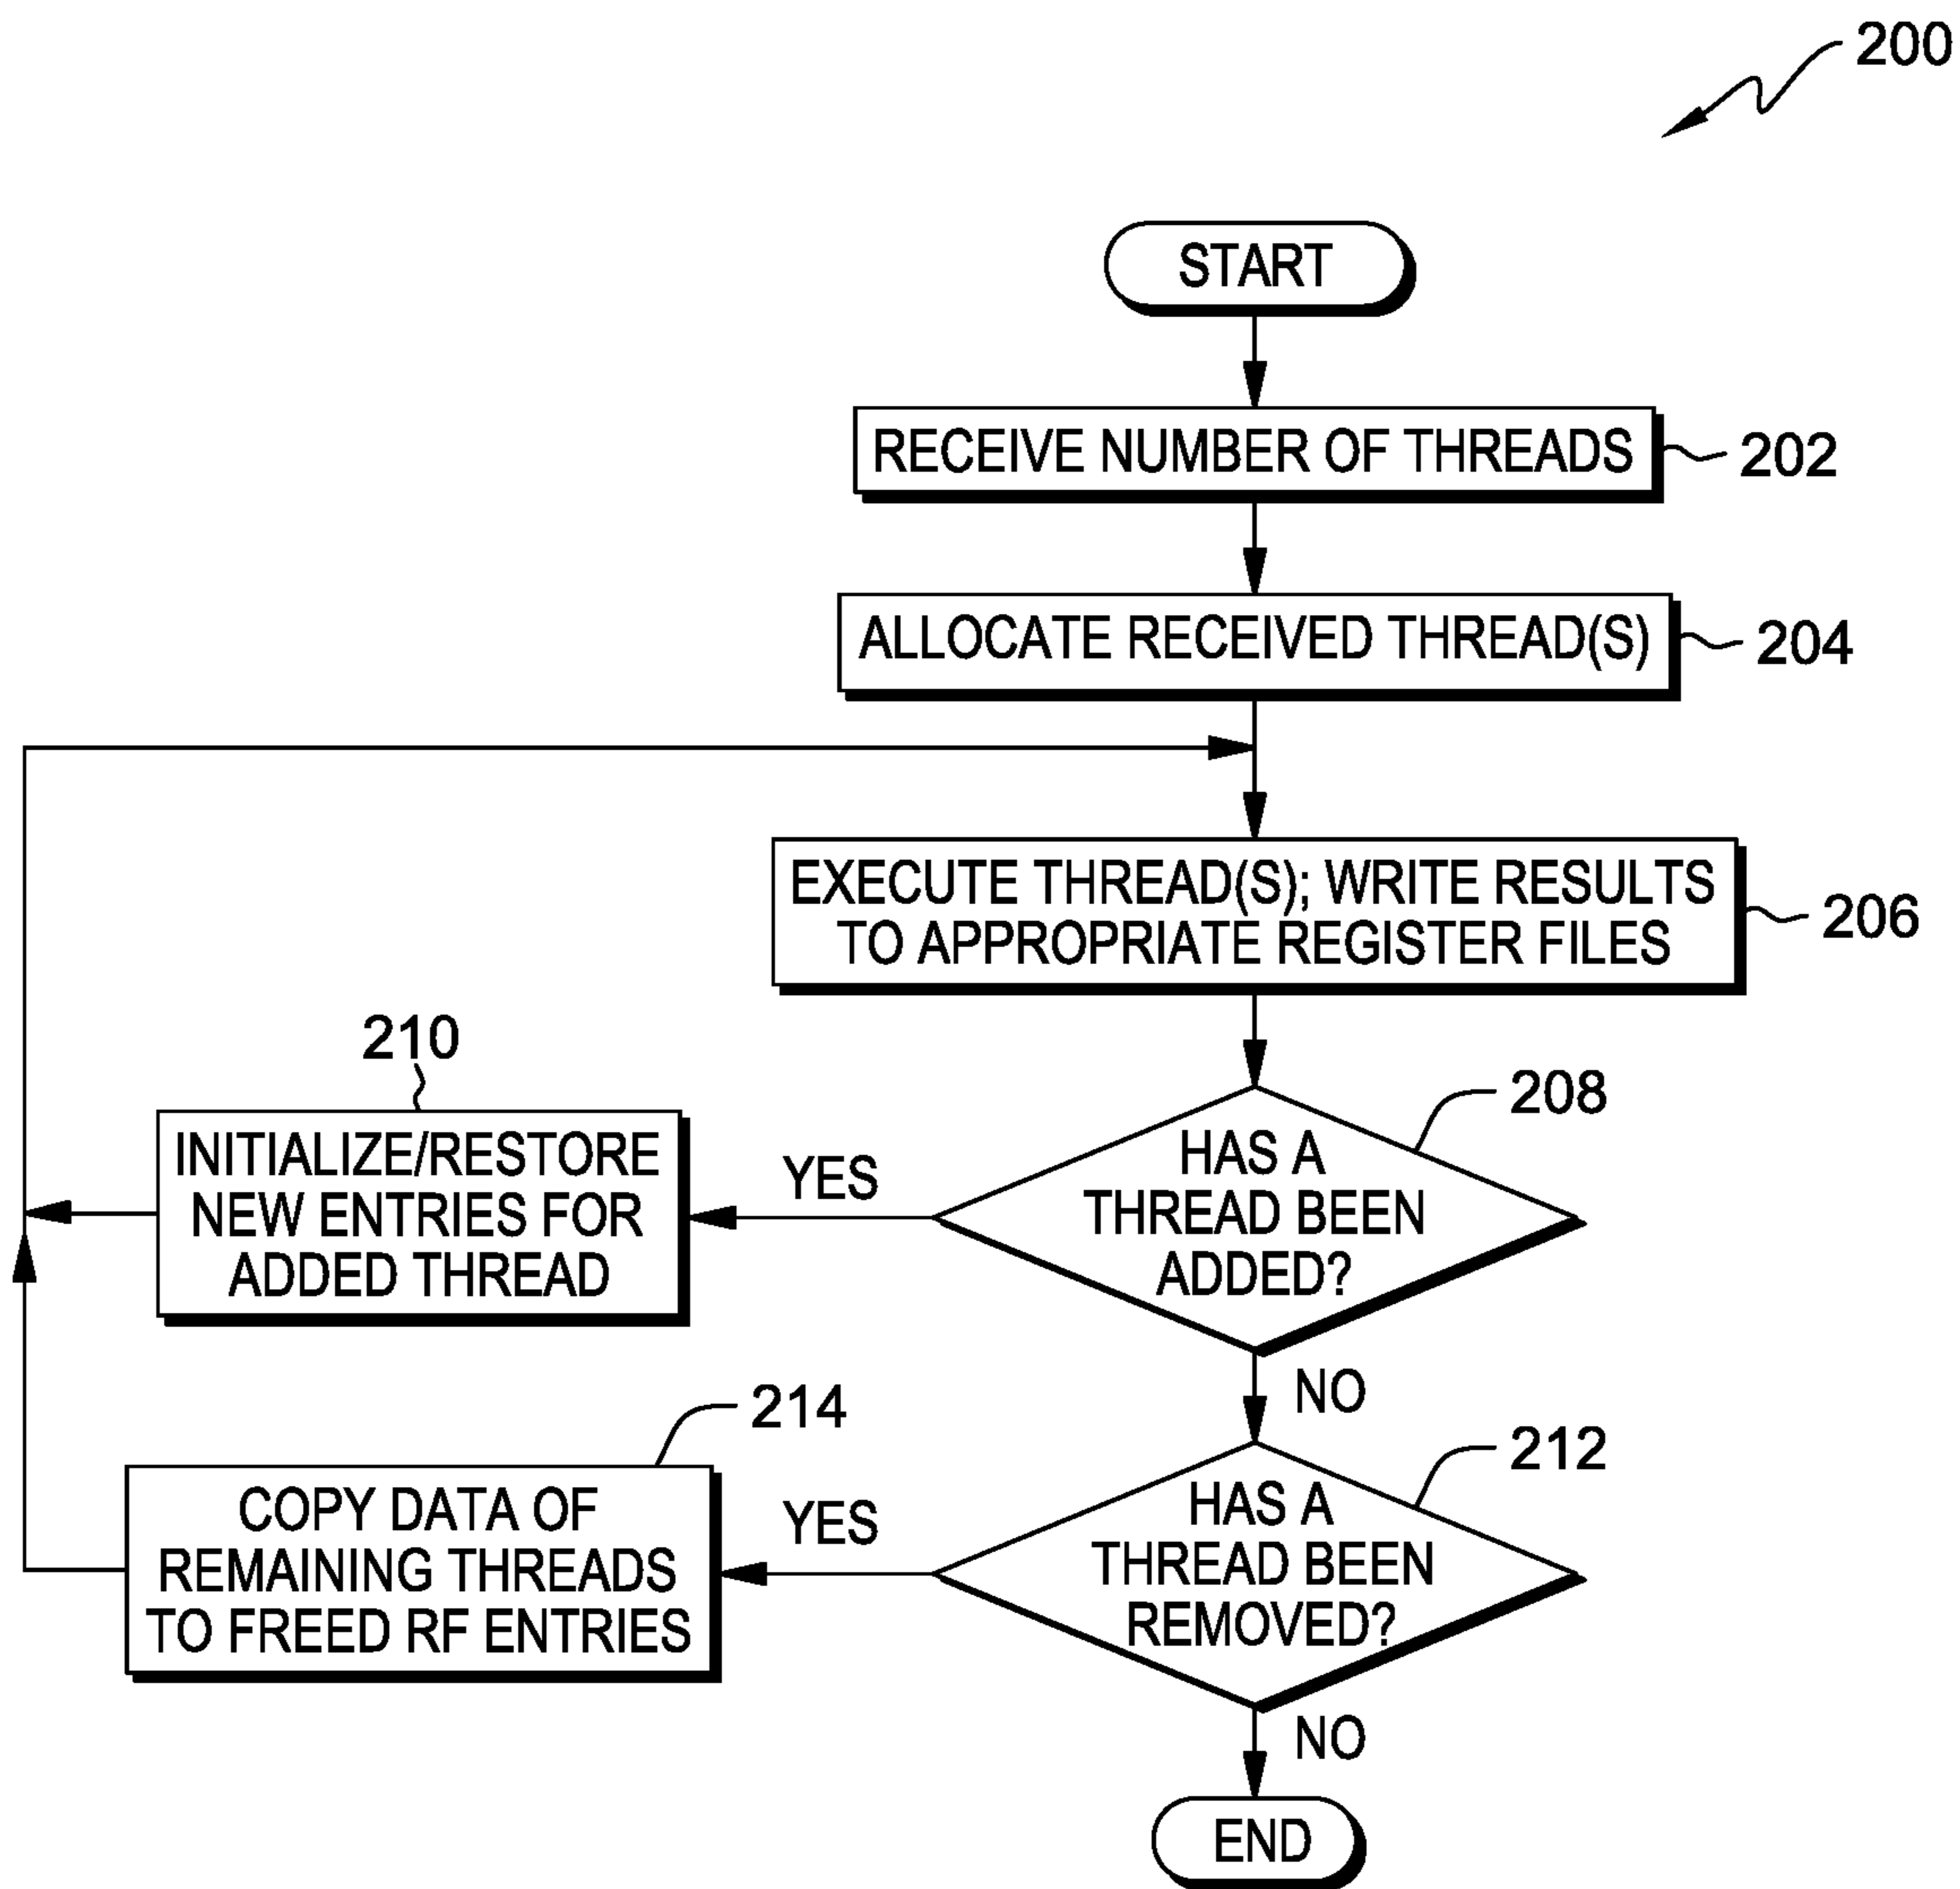 200
START
RECEIVE NUMBER OF THREADS
202
ALLOCATE RECEIVED THREAD(S)
204
EXECUTE THREAD(S); WRITE RESULTS
TO APPROPRIATE REGISTER FILES
206
208
HAS A
THREAD BEEN
ADDED?
YES
210
INITIALIZE/RESTORE
NEW ENTRIES FOR
ADDED THREAD
NO
212
HAS A
THREAD BEEN
REMOVED?
YES
214
COPY DATA OF
REMAINING THREADS
TO FREED RF ENTRIES
NO
END